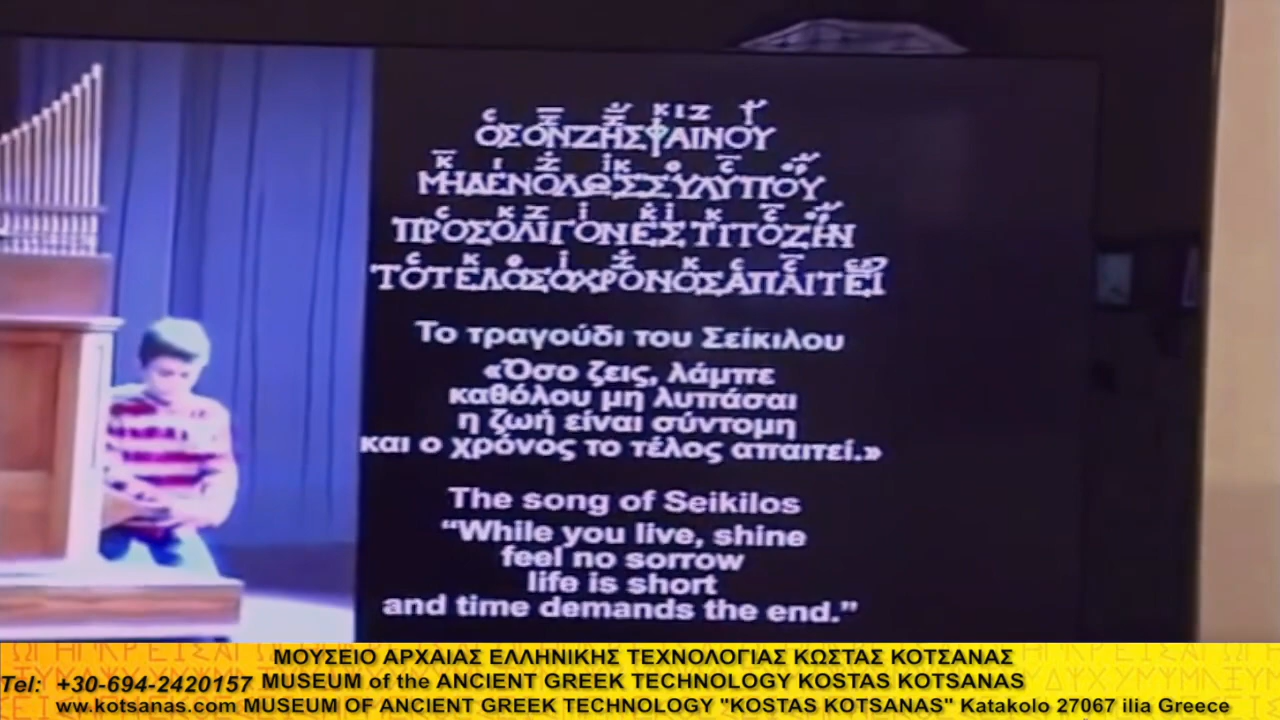 ΟΣΟΝΖΗΣΦΑΙΝΟΥ
ΜΗΔΕΝΟΛΩΣΣΥΛΥΠΟΥ
ΠΡΟΣΟΛΙΓΟΝΕΣΤΙΤΟΖΗΝ
ΤΟΤΕΛΟΣΟΧΡΟΝΟΣΑΠΑΙΤΕΙ
Το τραγούδι του Σείκιλου
«Όσο ζεις, λάμπε
καθόλου μη λυπάσαι
η ζωή είναι σύντομη
και ο χρόνος το τέλος απαιτεί.»
The song of Seikilos
“While you live, shine
feel no sorrow
life is short
and time demands the end.”
ΜΟΥΣΕΙΟ ΑΡΧΑΙΑΣ ΕΛΛΗΝΙΚΗΣ ΤΕΧΝΟΛΟΓΙΑΣ ΚΩΣΤΑΣ ΚΟΤΣΑΝΑΣ
Tel: +30-694-2420157 MUSEUM of the ANCIENT GREEK TECHNOLOGY KOSTAS KOTSANAS
www.kotsanas.com MUSEUM OF ANCIENT GREEK TECHNOLOGY "KOSTAS KOTSANAS" Katakolo 27067 ilia Greece